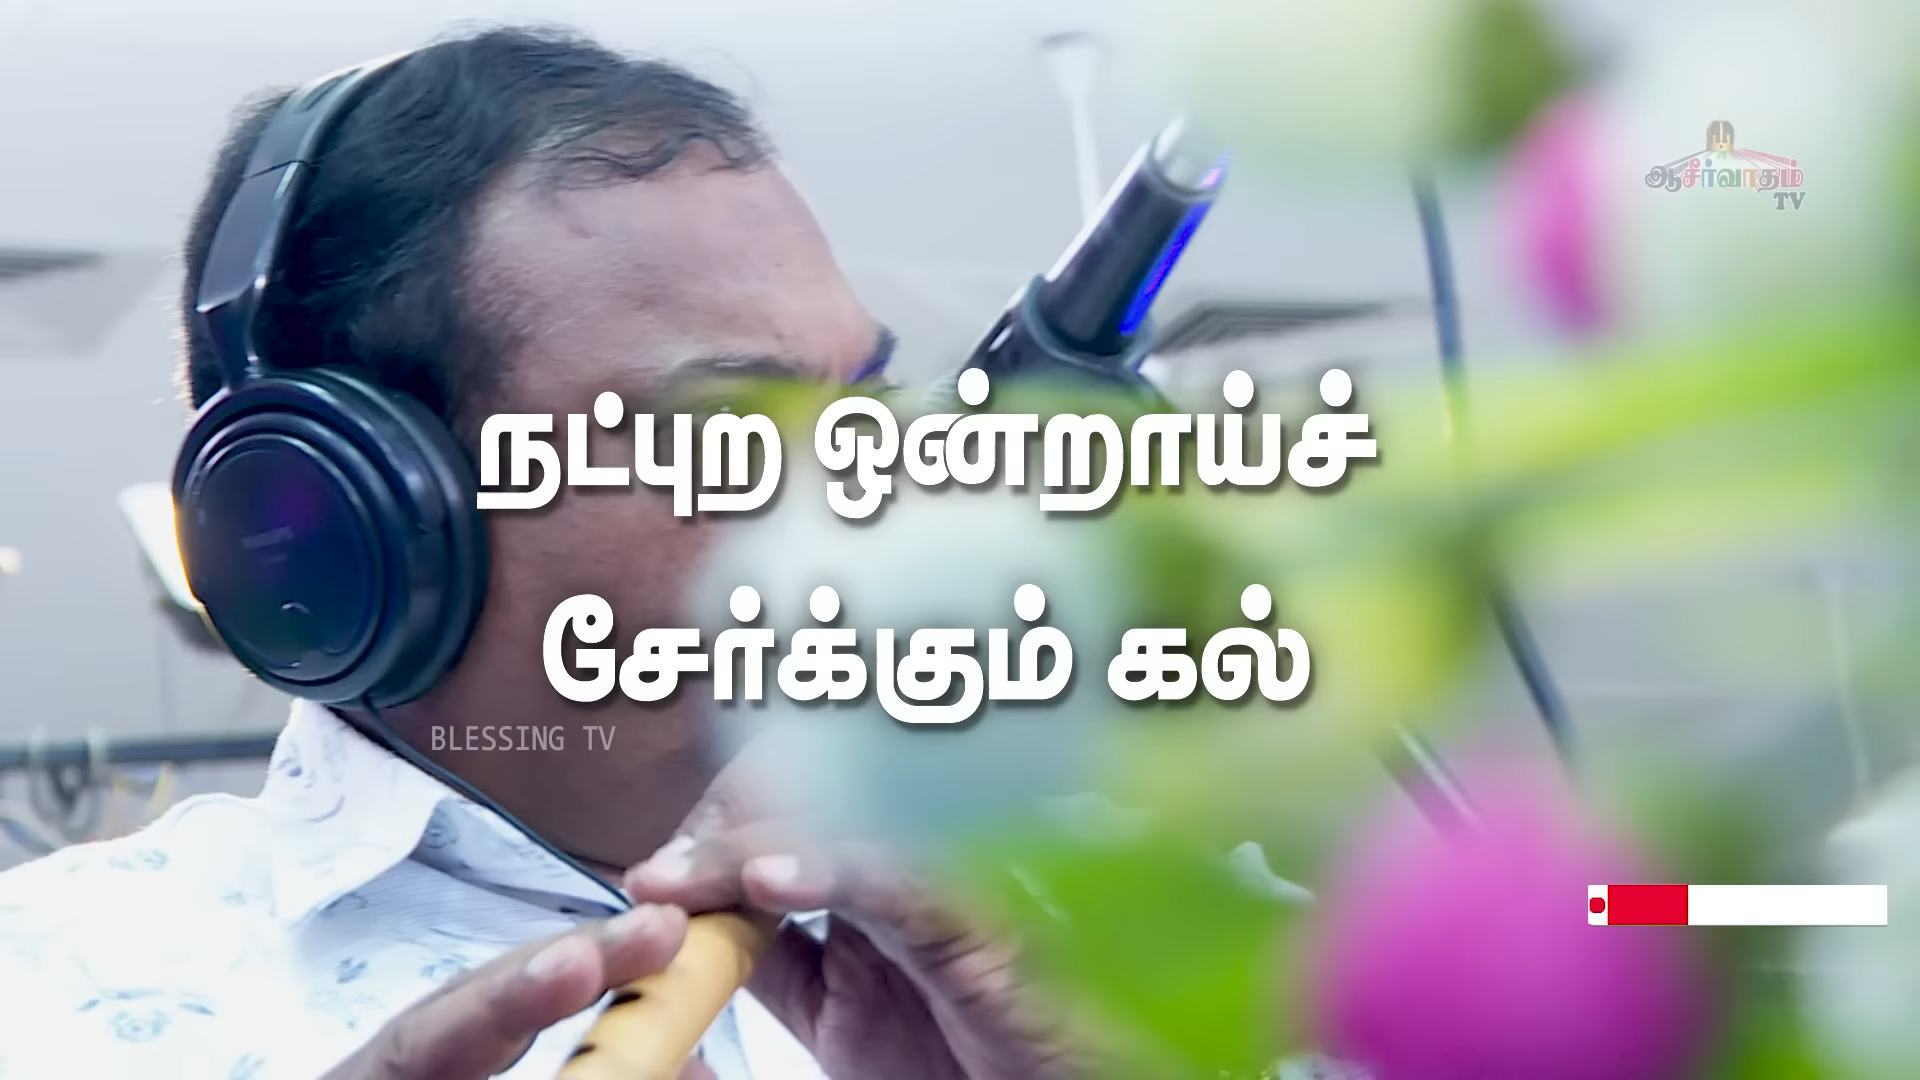 ஆசீர்வாதம்
TV
நட்புற ஒன்றாய்ச்
சேர்க்கும் கல்
BLESSING TV